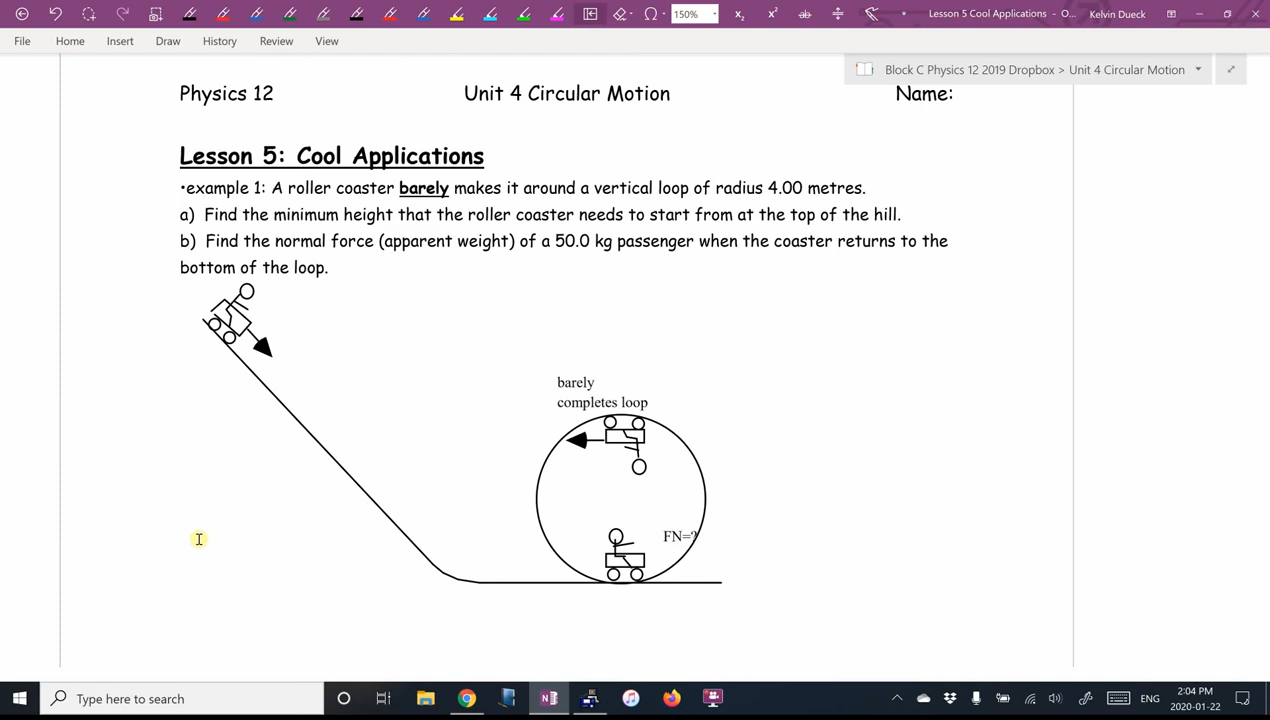 150%
x₂
x²
ab
Lesson 5 Cool Applications - O...
Kelvin Dueck
File
Home
Insert
Draw
History
Review
View
Block C Physics 12 2019 Dropbox > Unit 4 Circular Motion
Physics 12
Unit 4 Circular Motion
Name:
Lesson 5: Cool Applications
•example 1: A roller coaster barely makes it around a vertical loop of radius 4.00 metres.
a) Find the minimum height that the roller coaster needs to start from at the top of the hill.
b) Find the normal force (apparent weight) of a 50.0 kg passenger when the coaster returns to the
bottom of the loop.
barely
completes loop
FN=?
Type here to search
ENG
2:04 PM
2020-01-22